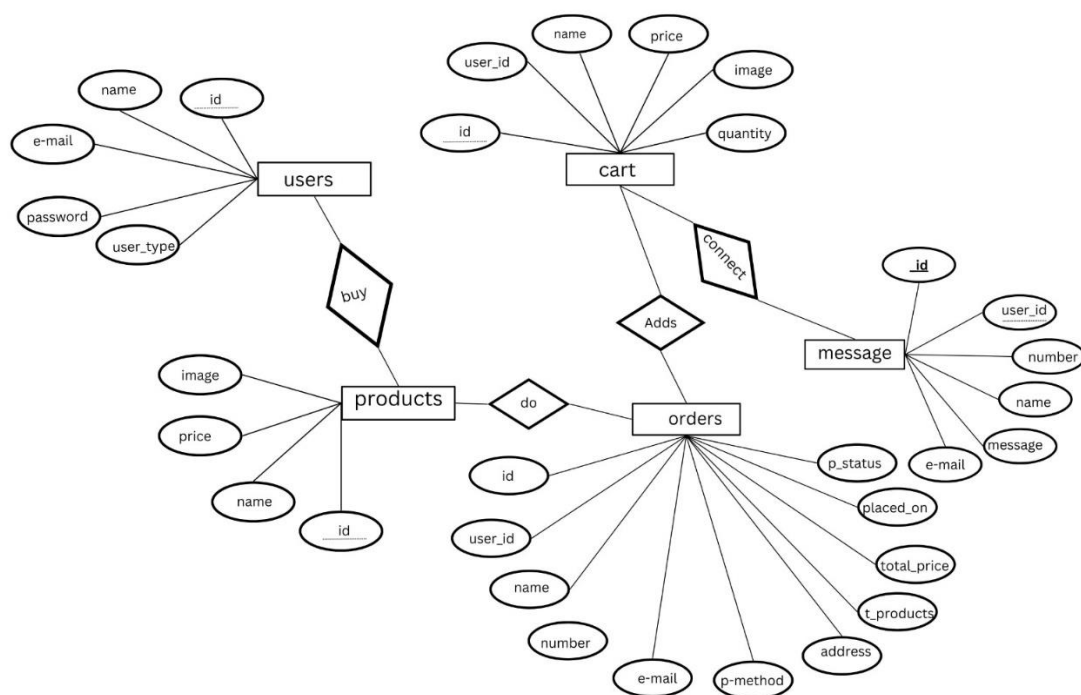 name
price
user_id
image
id
quantity
cart
name
id
e-mail
users
password
user_type
buy
connect
Adds
_id
user_id
number
message
name
message
e-mail
image
products
do
orders
price
name
id
p_status
id
placed_on
user_id
total_price
name
t_products
number
address
e-mail
p-method